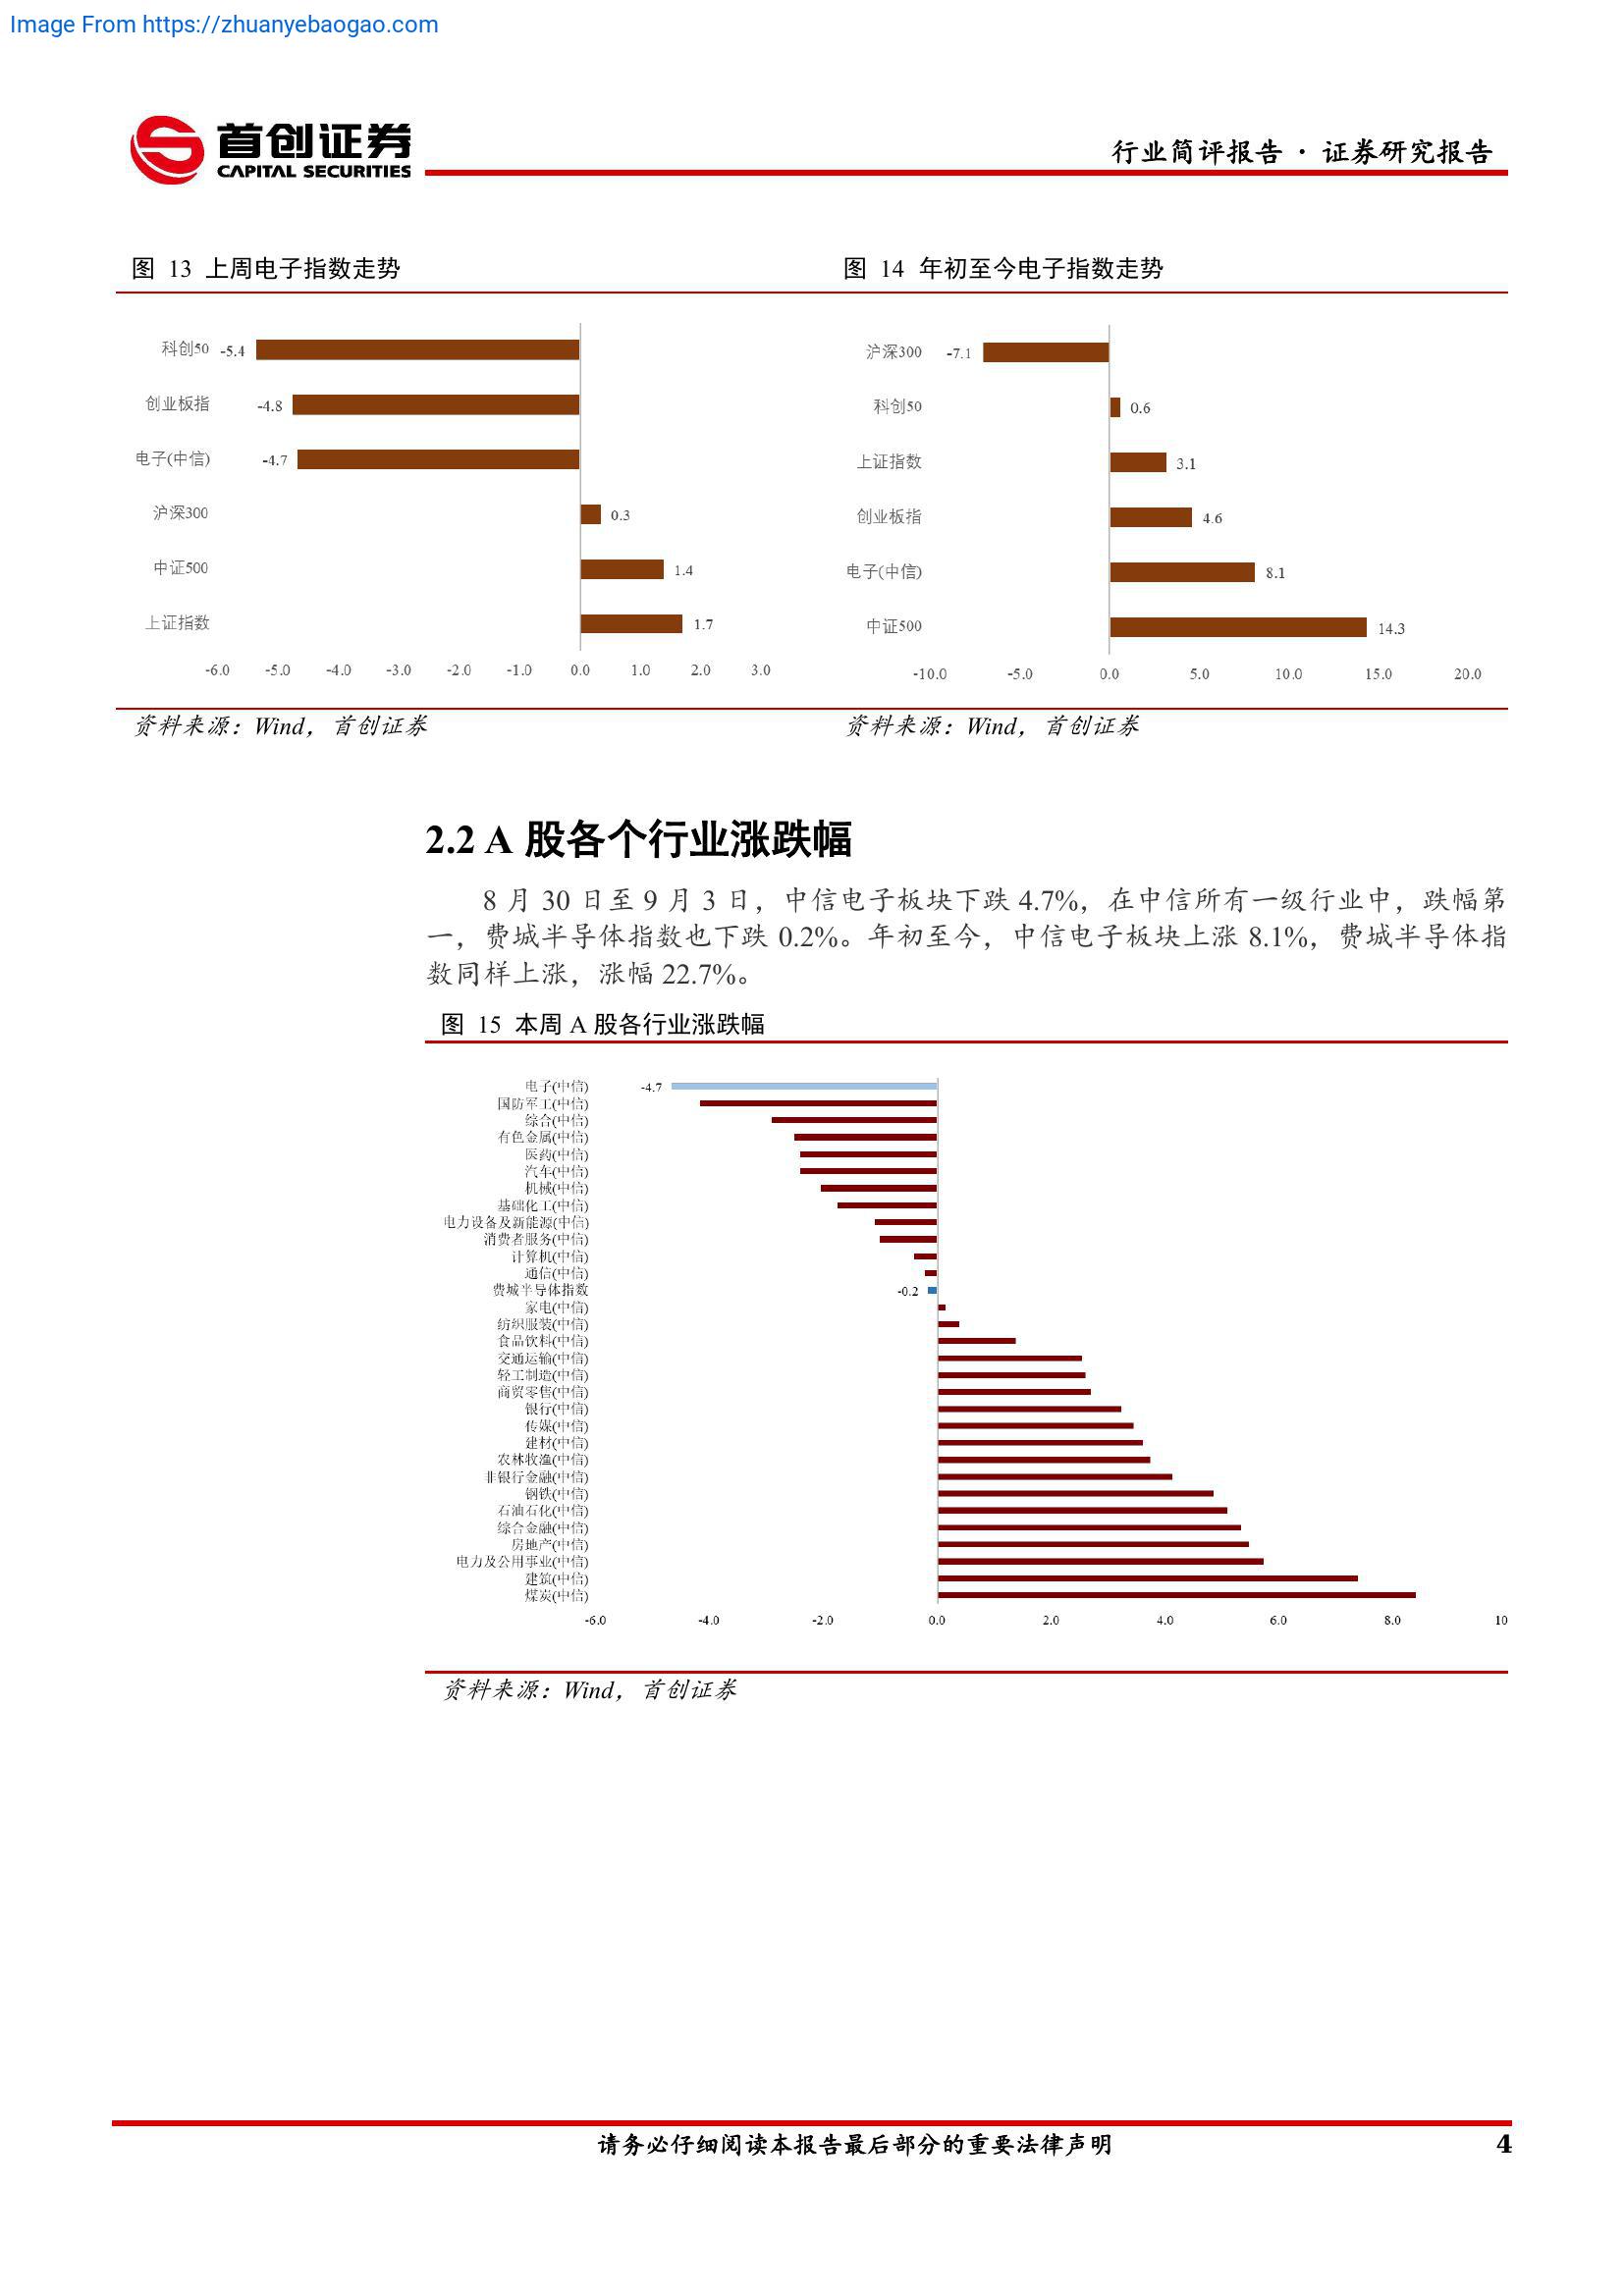 Image From https://zhuanyebaogao.com
首创证券
CAPITAL SECURITIES
行业简评报告 · 证券研究报告
图 13 上周电子指数走势
科创50 -5.4
创业板指 -4.8
电子(中信) -4.7
沪深300 0.3
中证500 1.4
上证指数 1.7
-6.0 -5.0 -4.0 -3.0 -2.0 -1.0 0.0 1.0 2.0 3.0
资料来源：Wind，首创证券
图 14 年初至今电子指数走势
沪深300 -7.1
科创50 0.6
上证指数 3.1
创业板指 4.6
电子(中信) 8.1
中证500 14.3
-10.0 -5.0 0.0 5.0 10.0 15.0 20.0
资料来源：Wind，首创证券
2.2 A 股各个行业涨跌幅
8 月 30 日至 9 月 3 日，中信电子板块下跌 4.7%，在中信所有一级行业中，跌幅第
一，费城半导体指数也下跌 0.2%。年初至今，中信电子板块上涨 8.1%，费城半导体指
数同样上涨，涨幅 22.7%。
图 15 本周 A 股各行业涨跌幅
电子(中信) -4.7
国防军工(中信)
综合(中信)
有色金属(中信)
医药(中信)
汽车(中信)
机械(中信)
基础化工(中信)
电力设备及新能源(中信)
消费者服务(中信)
计算机(中信)
通信(中信)
费城半导体指数 -0.2
家电(中信)
纺织服装(中信)
食品饮料(中信)
交通运输(中信)
轻工制造(中信)
商贸零售(中信)
银行(中信)
传媒(中信)
建材(中信)
农林牧渔(中信)
非银行金融(中信)
钢铁(中信)
石油石化(中信)
综合金融(中信)
房地产(中信)
电力及公用事业(中信)
建筑(中信)
煤炭(中信)
-6.0 -4.0 -2.0 0.0 2.0 4.0 6.0 8.0 10
资料来源：Wind，首创证券
请务必仔细阅读本报告最后部分的重要法律声明 4